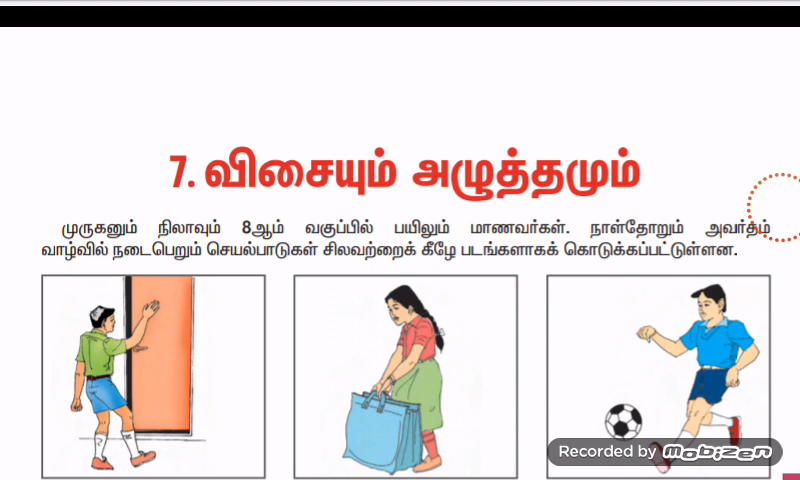 7. விசையும் அழுத்தமும்
முருகனும் நிலாவும் 8ஆம் வகுப்பில் பயிலும் மாணவர்கள். நாள்தோறும் அவர்தம்
வாழ்வில் நடைபெறும் செயல்பாடுகள் சிலவற்றைக் கீழே படங்களாகக் கொடுக்கப்பட்டுள்ளன.
Recorded by mobizen